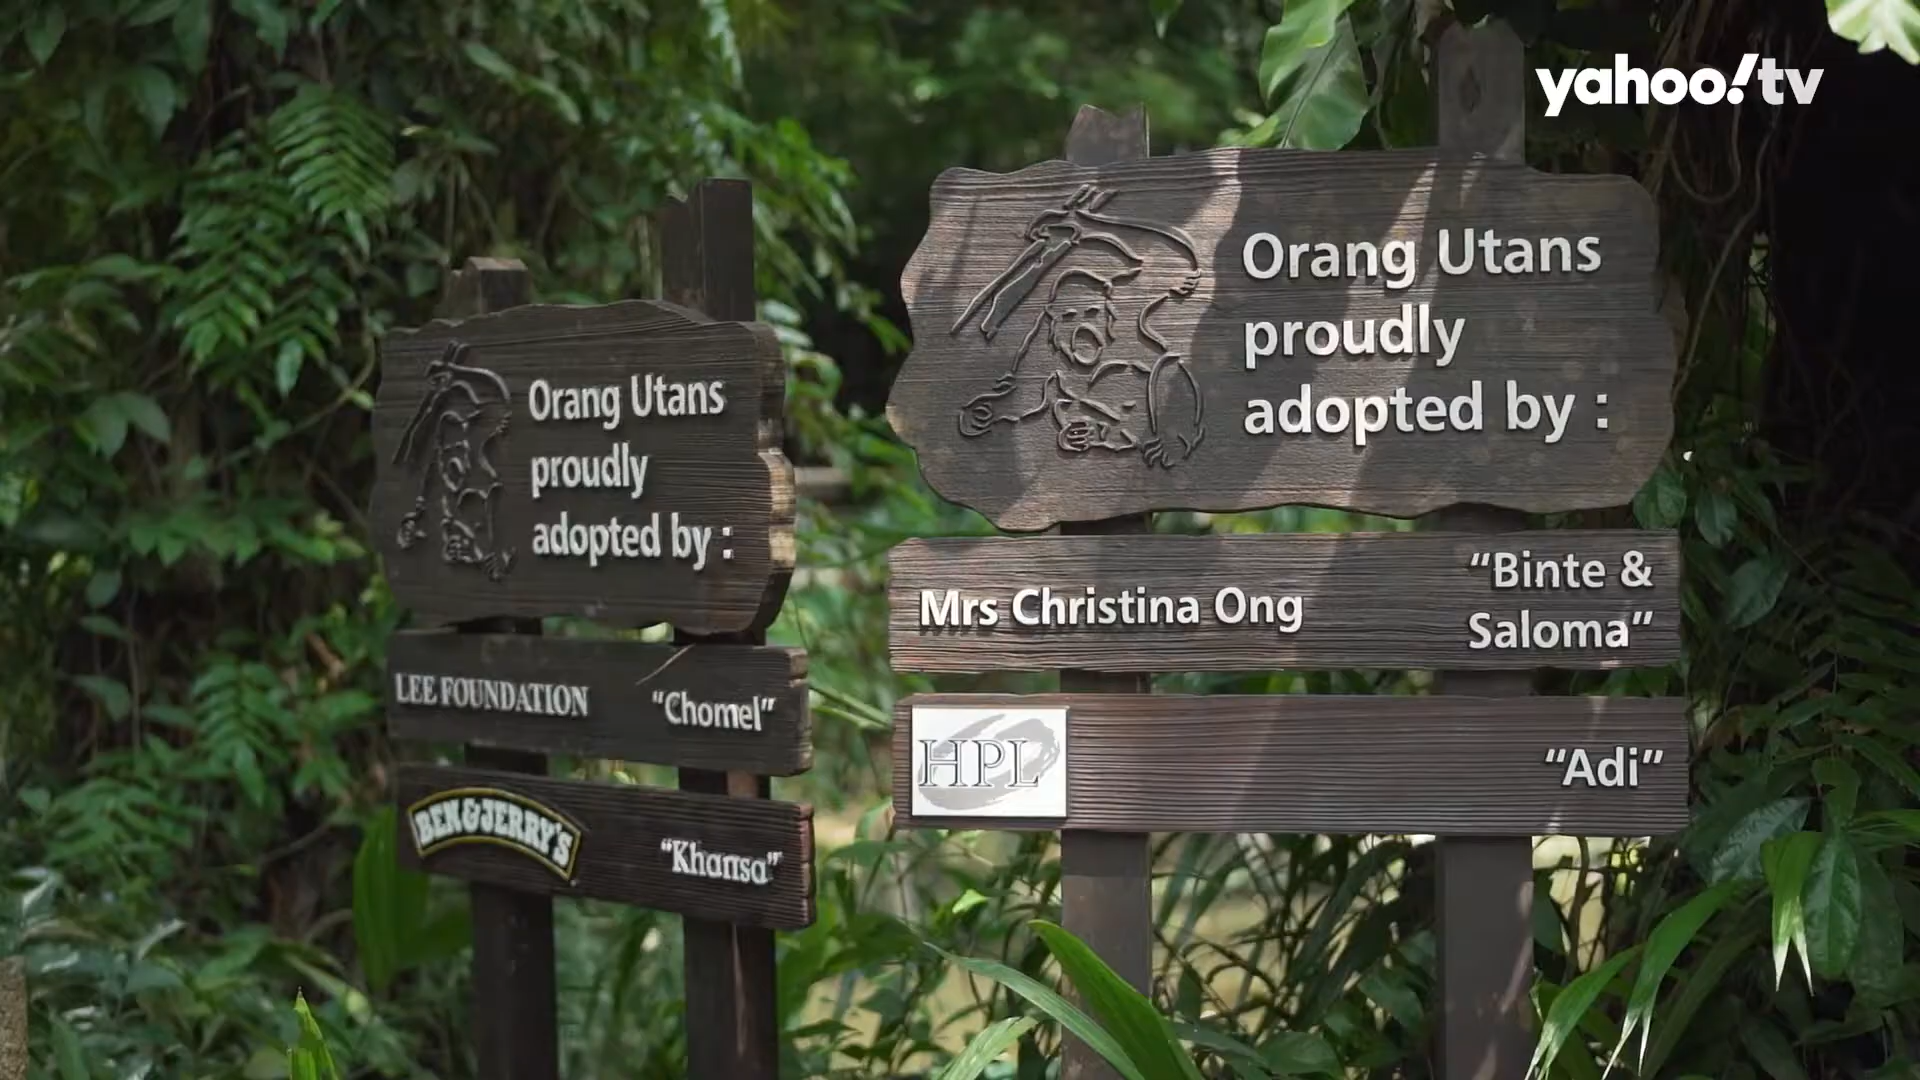 yahoo!tv
Orang Utans
proudly
adopted by :
LEE FOUNDATION "Chomel"
BEN & JERRY'S "Khansa"
Orang Utans
proudly
adopted by :
Mrs Christina Ong "Binte &
Saloma"
HPL "Adi"